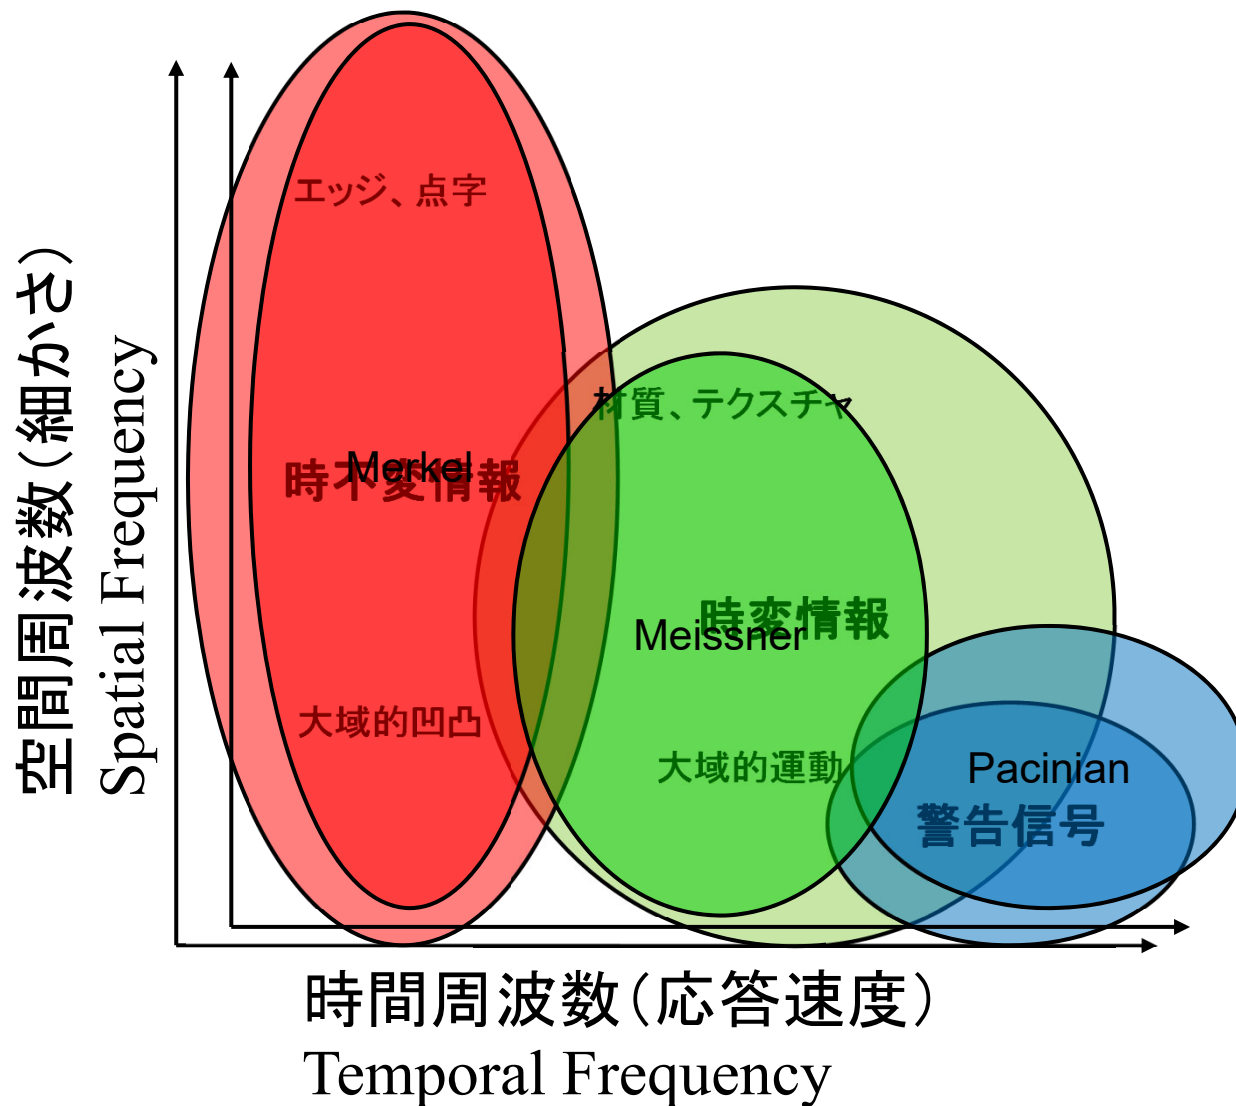 空間周波数(細かさ)
Spatial Frequency
エッジ、点字
時不変情報
Merkel
大域的凹凸
材質、テクスチャ
時変情報
Meissner
大域的運動
Pacinian
警告信号
時間周波数(応答速度)
Temporal Frequency